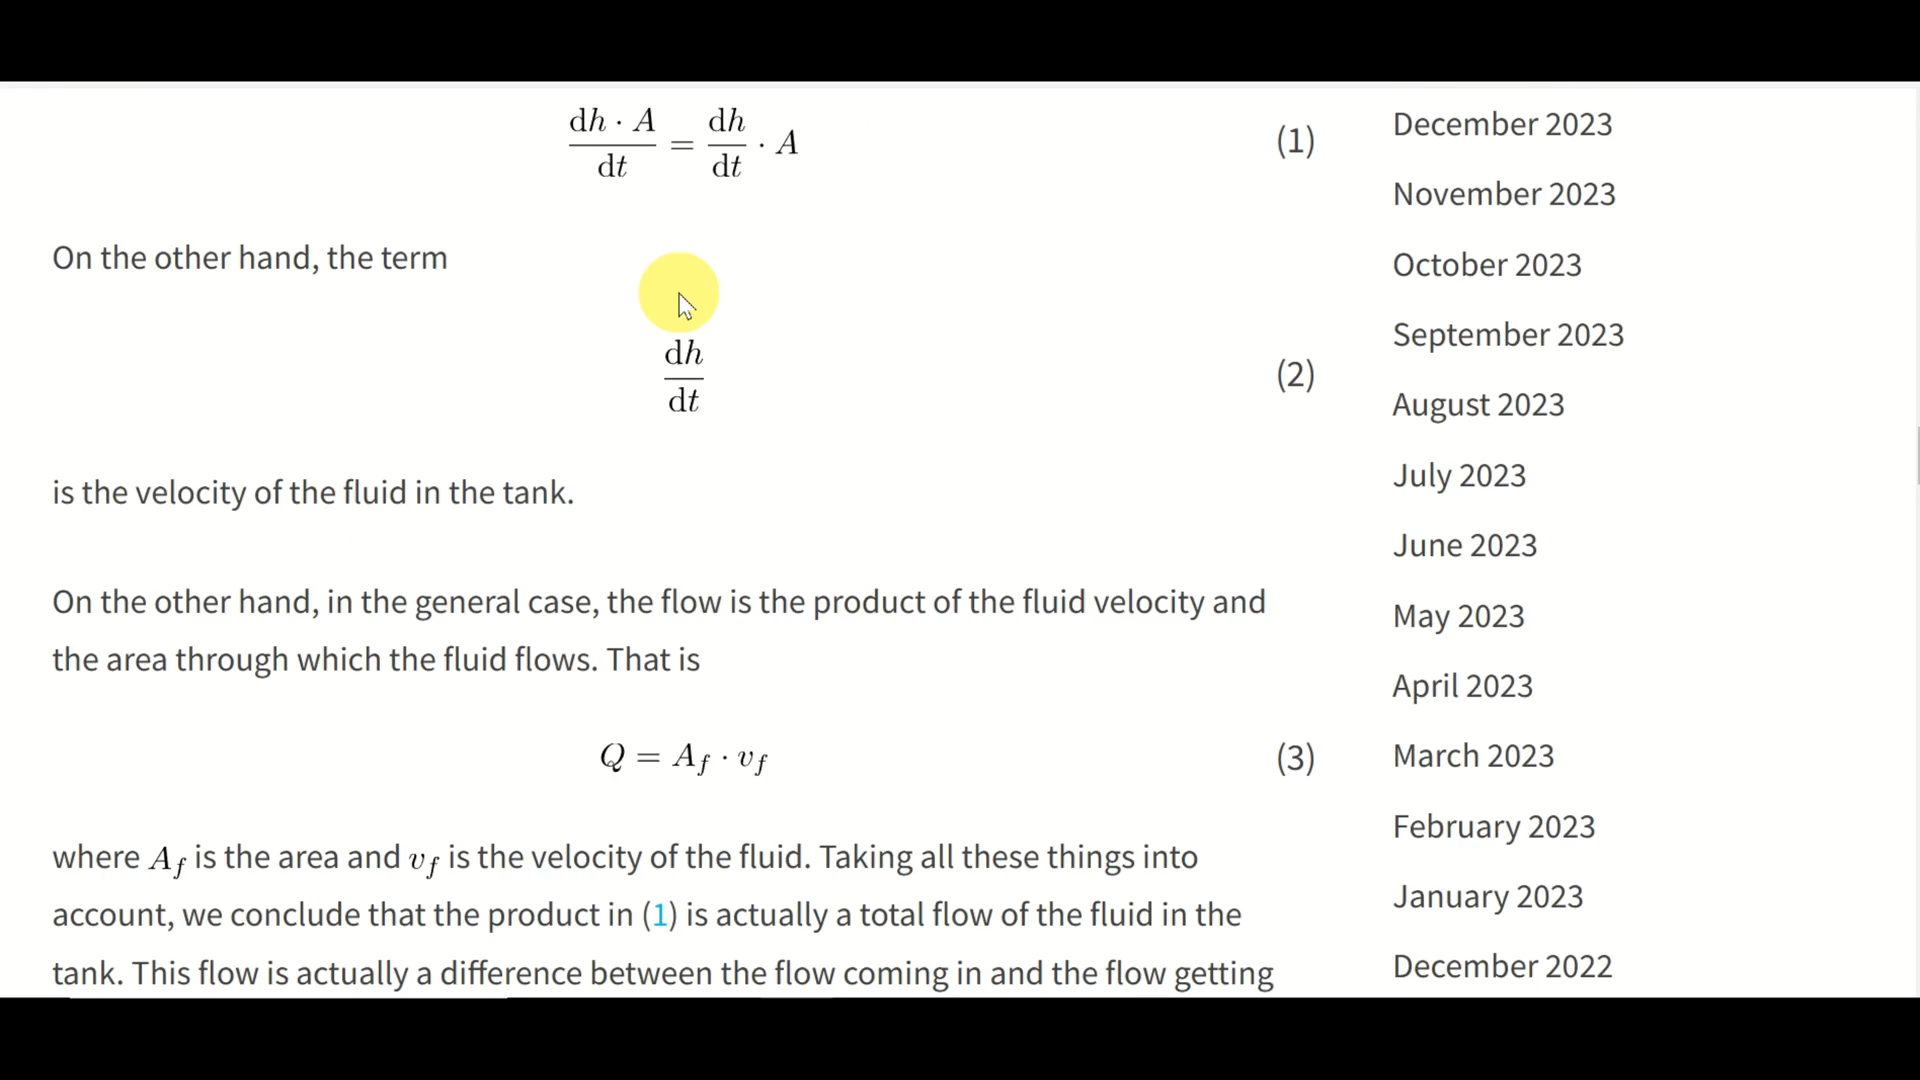 dh · A / dt = dh / dt · A (1)
On the other hand, the term
dh / dt (2)
is the velocity of the fluid in the tank.
On the other hand, in the general case, the flow is the product of the fluid velocity and
the area through which the fluid flows. That is
Q = A_f · v_f (3)
where A_f is the area and v_f is the velocity of the fluid. Taking all these things into
account, we conclude that the product in (1) is actually a total flow of the fluid in the
tank. This flow is actually a difference between the flow coming in and the flow getting
December 2023
November 2023
October 2023
September 2023
August 2023
July 2023
June 2023
May 2023
April 2023
March 2023
February 2023
January 2023
December 2022